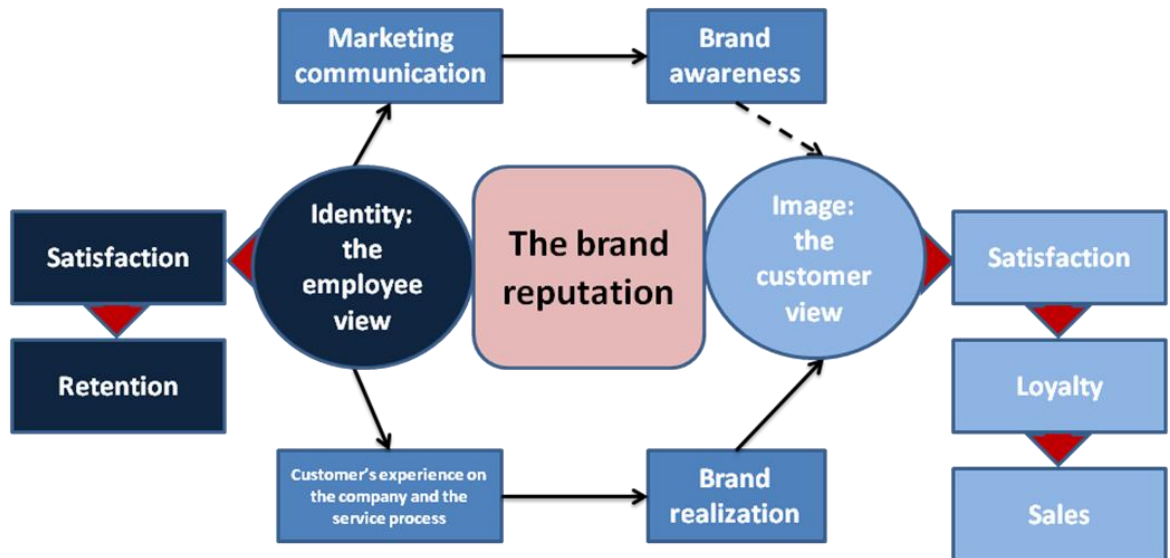 Marketing
communication
Brand
awareness
Satisfaction
Retention
Identity:
the
employee
view
The brand
reputation
Image:
the
customer
view
Satisfaction
Loyalty
Sales
Customer's experience on
the company and the
service process
Brand
realization